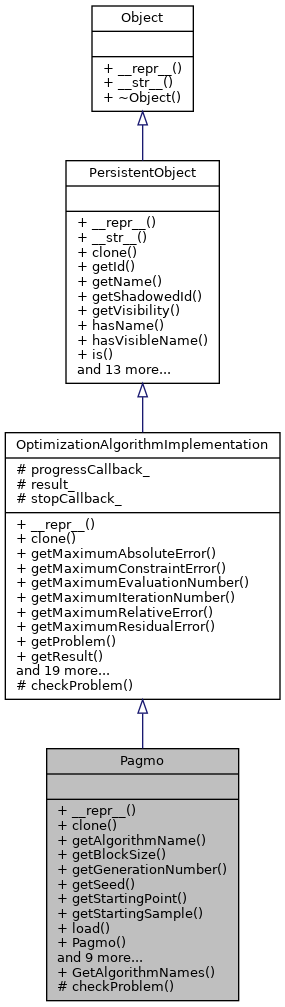 Object
+ __repr__()
+ __str__()
+ ~Object()
PersistentObject
+ __repr__()
+ __str__()
+ clone()
+ getId()
+ getName()
+ getShadowedId()
+ getVisibility()
+ hasName()
+ hasVisibleName()
+ is()
and 13 more...
OptimizationAlgorithmImplementation
# progressCallback_
# result_
# stopCallback_
+ __repr__()
+ clone()
+ getMaximumAbsoluteError()
+ getMaximumConstraintError()
+ getMaximumEvaluationNumber()
+ getMaximumIterationNumber()
+ getMaximumRelativeError()
+ getMaximumResidualError()
+ getProblem()
+ getResult()
and 19 more...
# checkProblem()
Pagmo
+ __repr__()
+ clone()
+ getAlgorithmName()
+ getBlockSize()
+ getGenerationNumber()
+ getSeed()
+ getStartingPoint()
+ getStartingSample()
+ load()
+ Pagmo()
and 9 more...
+ GetAlgorithmNames()
# checkProblem()